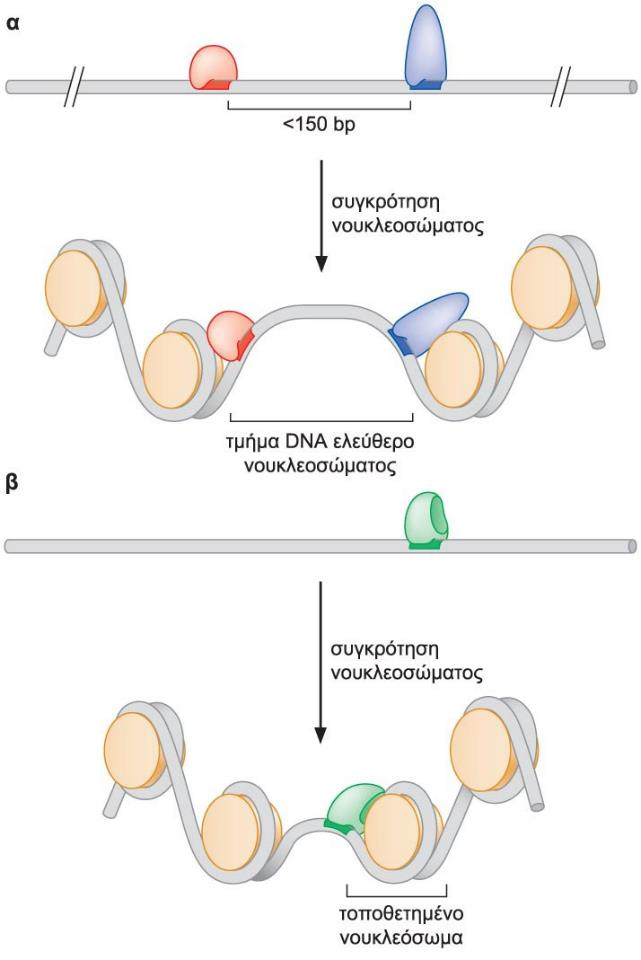 α
<150 bp
συγκρότηση
νουκλεοσώματος
τμήμα DNA ελεύθερο
νουκλεοσώματος
β
συγκρότηση
νουκλεοσώματος
τοποθετημένο
νουκλεόσωμα